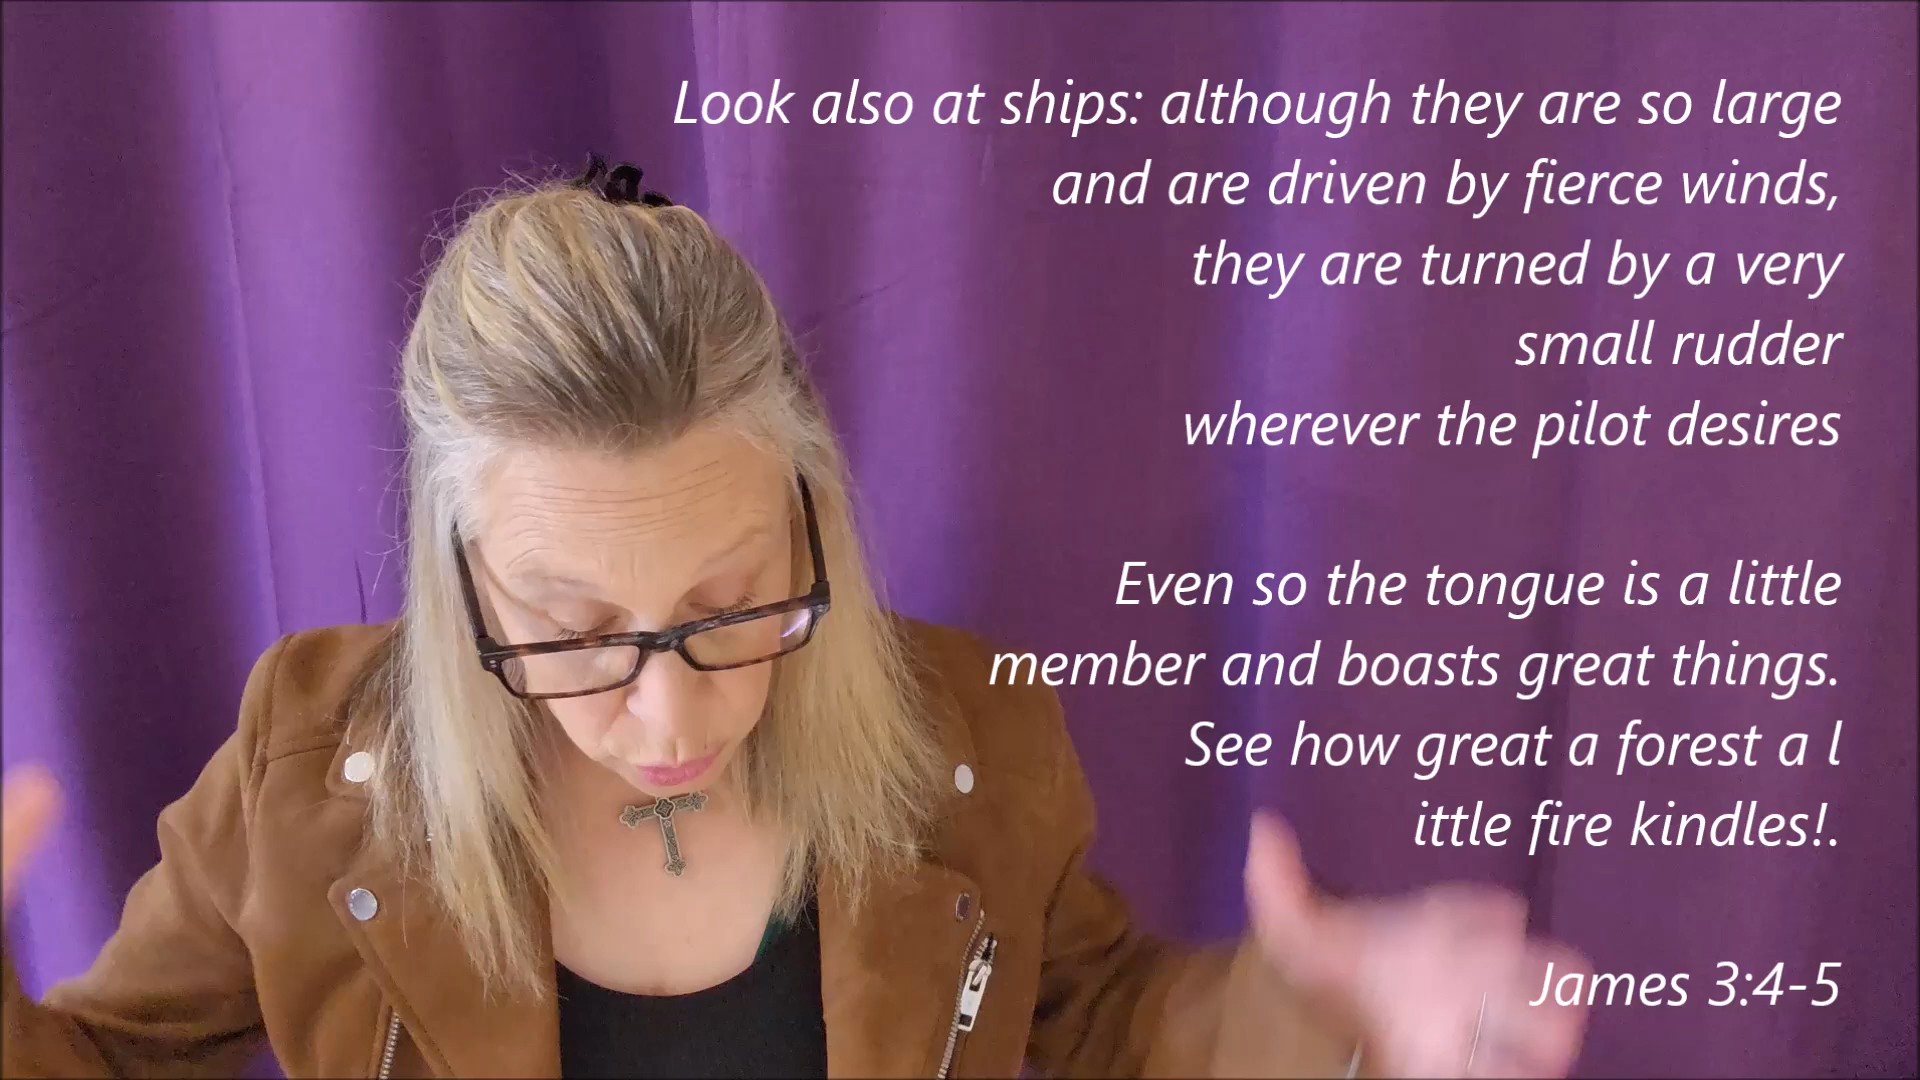 Look also at ships: although they are so large
and are driven by fierce winds,
they are turned by a very
small rudder
wherever the pilot desires
Even so the tongue is a little
member and boasts great things.
See how great a forest a l
ittle fire kindles!.
James 3:4-5